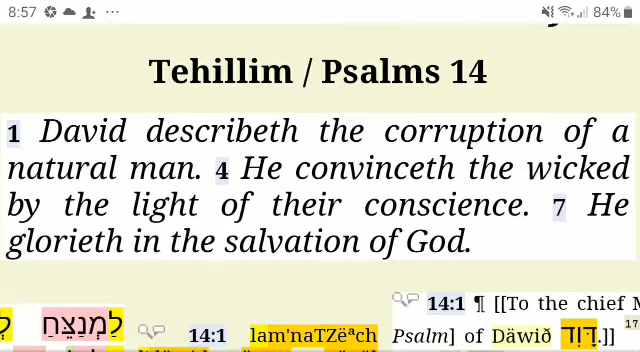 8:57 ... 84%
Tehillim / Psalms 14
1 David describeth the corruption of a
natural man. 4 He convinceth the wicked
by the light of their conscience. 7 He
glorieth in the salvation of God.
לַמְנַצֵּחַ
14:1 lam'naTZëªch
14:1 ¶ [[To the chief
Psalm] of Däwið דָּוִד.]] 17